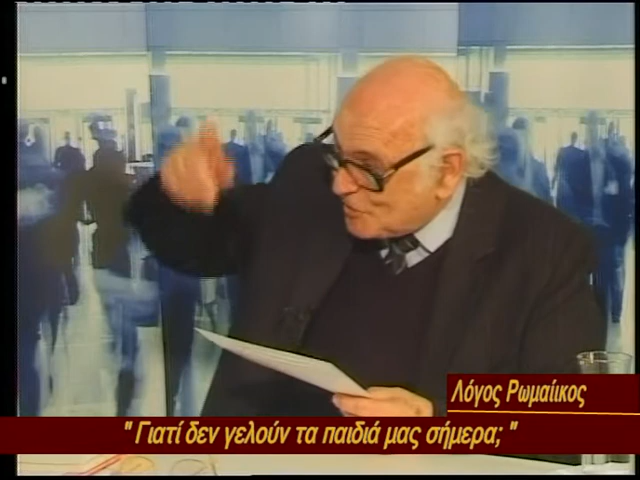 Λόγος Ρωμαίικος
" Γιατί δεν γελούν τα παιδιά μας σήμερα; "